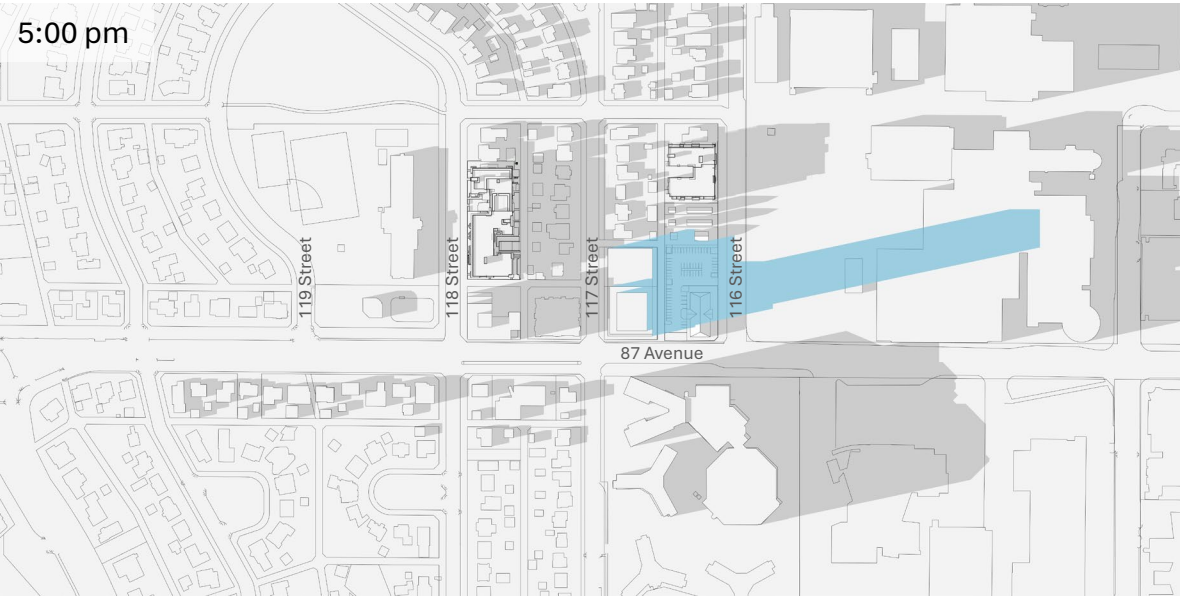 5:00 pm
119 Street
118 Street
117 Street
116 Street
87 Avenue